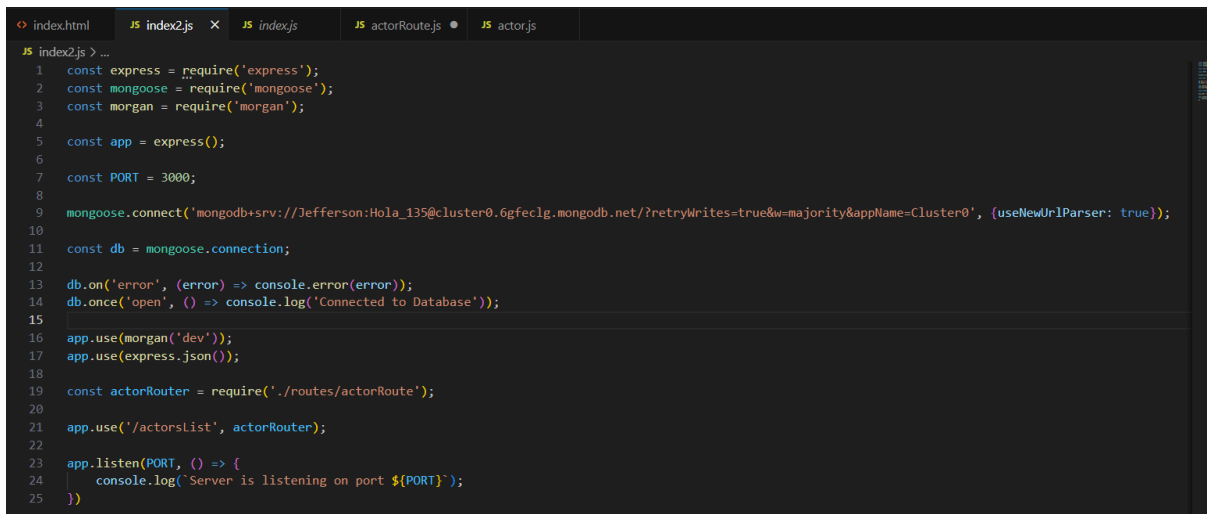 index.html JS index2.js × JS index.js JS actorRoute.js ● JS actor.js
JS index2.js > ...
1 const express = require('express');
2 const mongoose = require('mongoose');
3 const morgan = require('morgan');
4
5 const app = express();
6
7 const PORT = 3000;
8
9 mongoose.connect('mongodb+srv://Jefferson:Hola_135@cluster0.6gfeclg.mongodb.net/?retryWrites=true&w=majority&appName=Cluster0', {useNewUrlParser: true});
10
11 const db = mongoose.connection;
12
13 db.on('error', (error) => console.error(error));
14 db.once('open', () => console.log('Connected to Database'));
15
16 app.use(morgan('dev'));
17 app.use(express.json());
18
19 const actorRouter = require('./routes/actorRoute');
20
21 app.use('/actorsList', actorRouter);
22
23 app.listen(PORT, () => {
24 console.log(`Server is listening on port ${PORT}`);
25 })